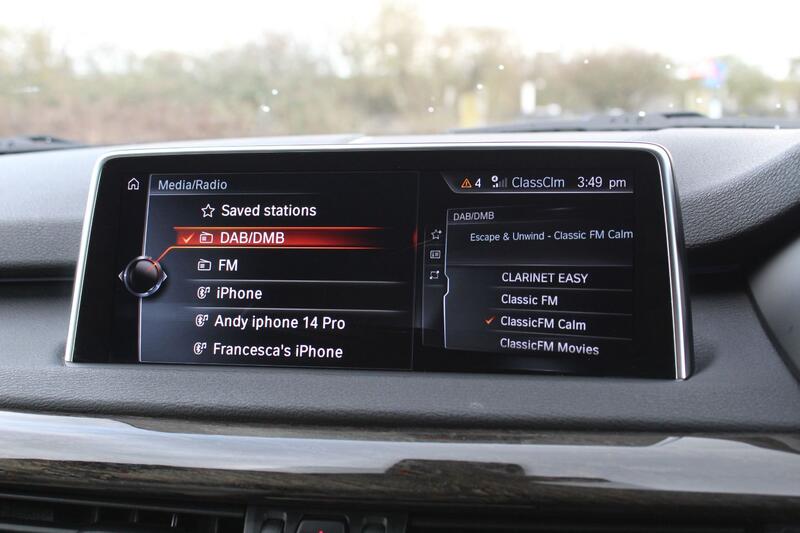 Media/Radio
4 ClassClm 3:49 pm
Saved stations
DAB/DMB
FM
iPhone
Andy iphone 14 Pro
Francesca's iPhone
DAB/DMB
Escape & Unwind - Classic FM Calm
CLARINET EASY
Classic FM
ClassicFM Calm
ClassicFM Movies